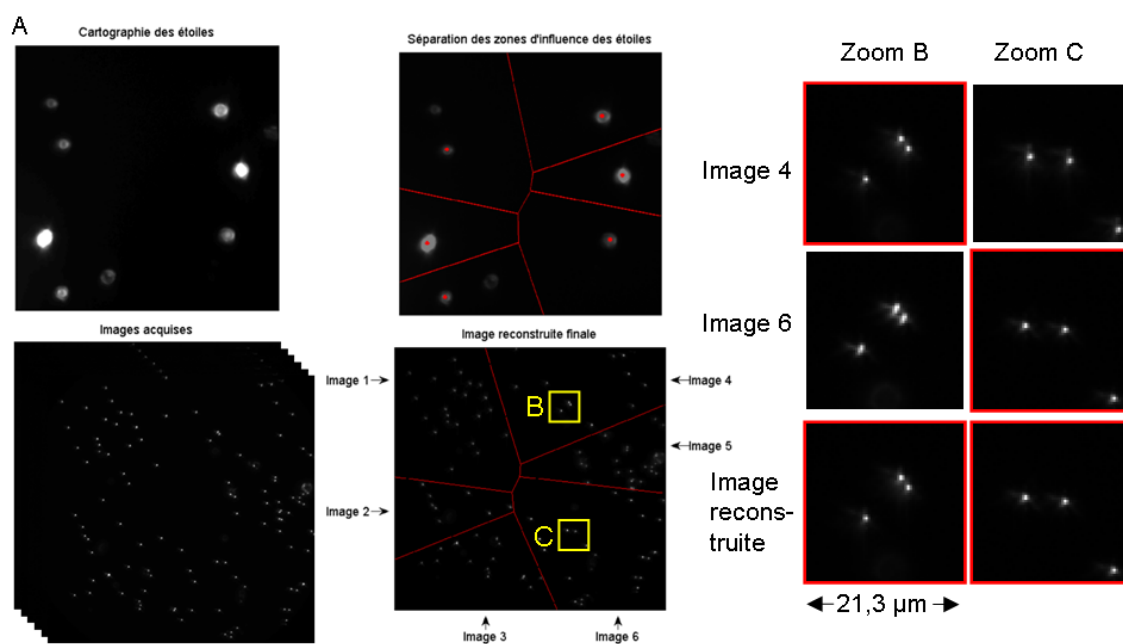 A
Cartographie des étoiles
Séparation des zones d'influence des étoiles
Zoom B
Zoom C
Image 4
Images acquises
Image reconstruite finale
Image 6
Image 1
B
Image 4
Image 5
Image
recons-
truite
Image 2
C
21,3 µm
Image 3
Image 6